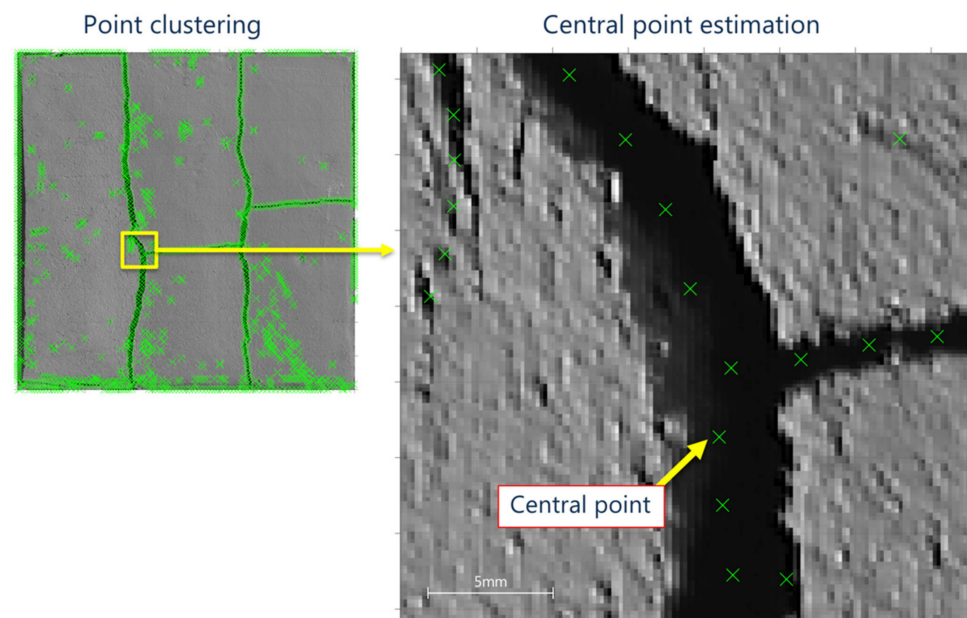 Point clustering
Central point estimation
Central point
5mm